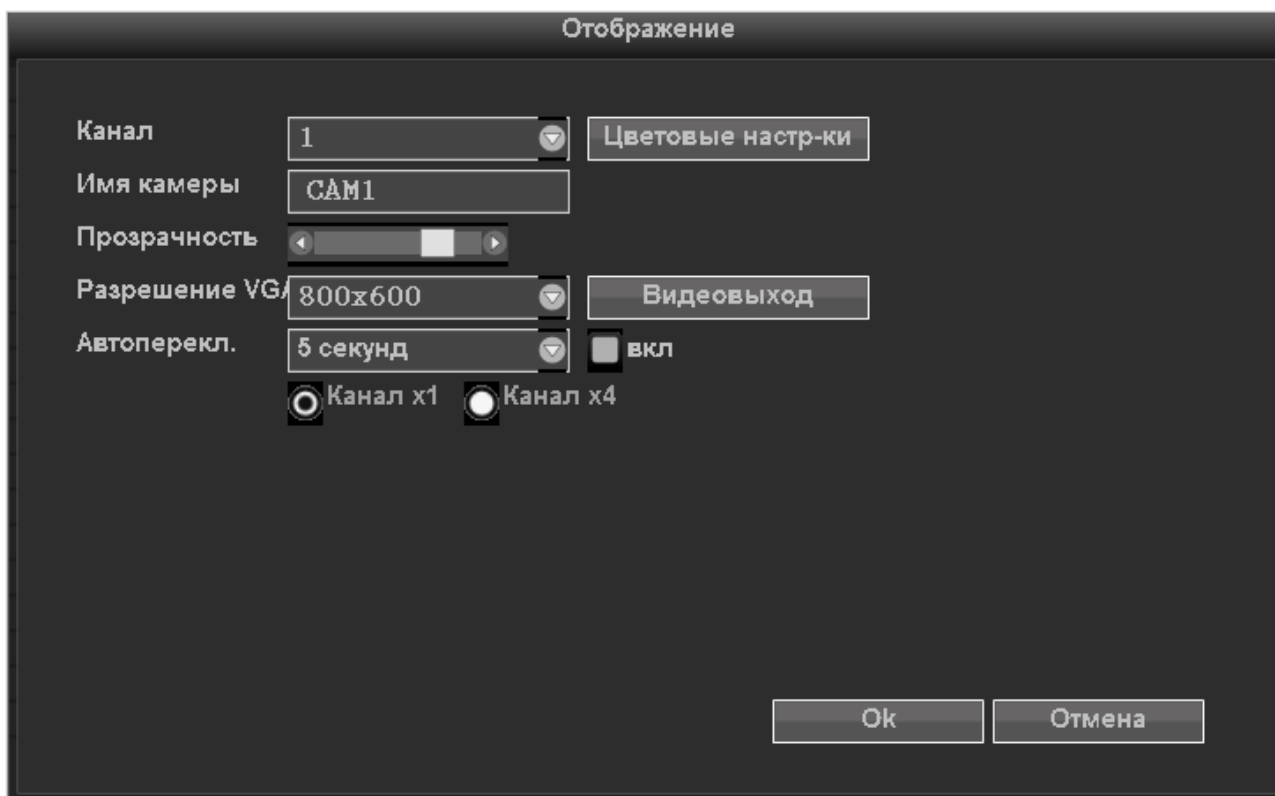 Отображение
Канал 1 Цветовые настр-ки
Имя камеры CAM1
Прозрачность
Разрешение VGA 800x600 Видеовыход
Автоперекл. 5 секунд вкл
Канал x1 Канал x4
Ok Отмена